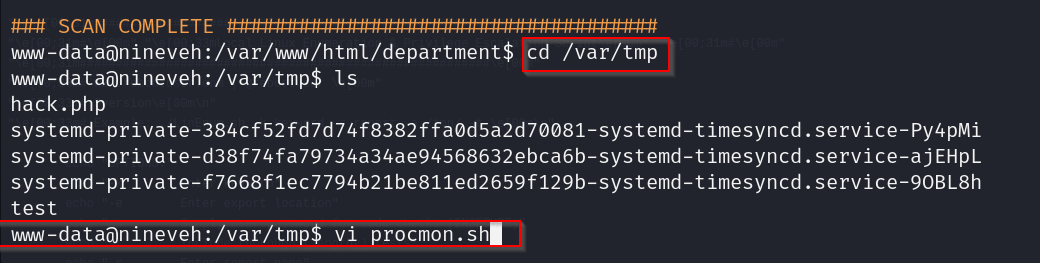 ### SCAN COMPLETE ####################################
www-data@nineveh:/var/www/html/department$ cd /var/tmp
www-data@nineveh:/var/tmp$ ls
hack.php
systemd-private-384cf52fd7d74f8382ffa0d5a2d70081-systemd-timesyncd.service-Py4pMi
systemd-private-d38f74fa79734a34ae94568632ebca6b-systemd-timesyncd.service-ajEHpL
systemd-private-f7668f1ec7794b21be811ed2659f129b-systemd-timesyncd.service-9OBL8h
test
www-data@nineveh:/var/tmp$ vi procmon.sh